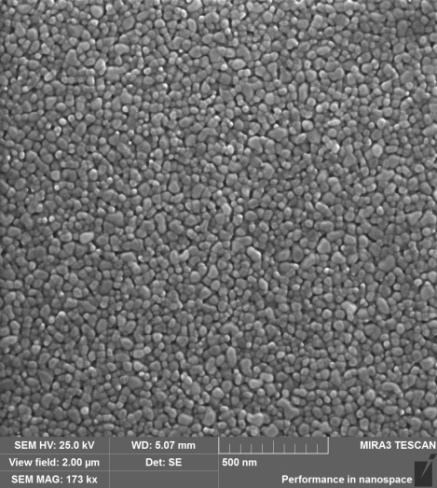 SEM HV: 25.0 kV WD: 5.07 mm MIRA3 TESCAN
View field: 2.00 µm Det: SE 500 nm
SEM MAG: 173 kx Performance in nanospace